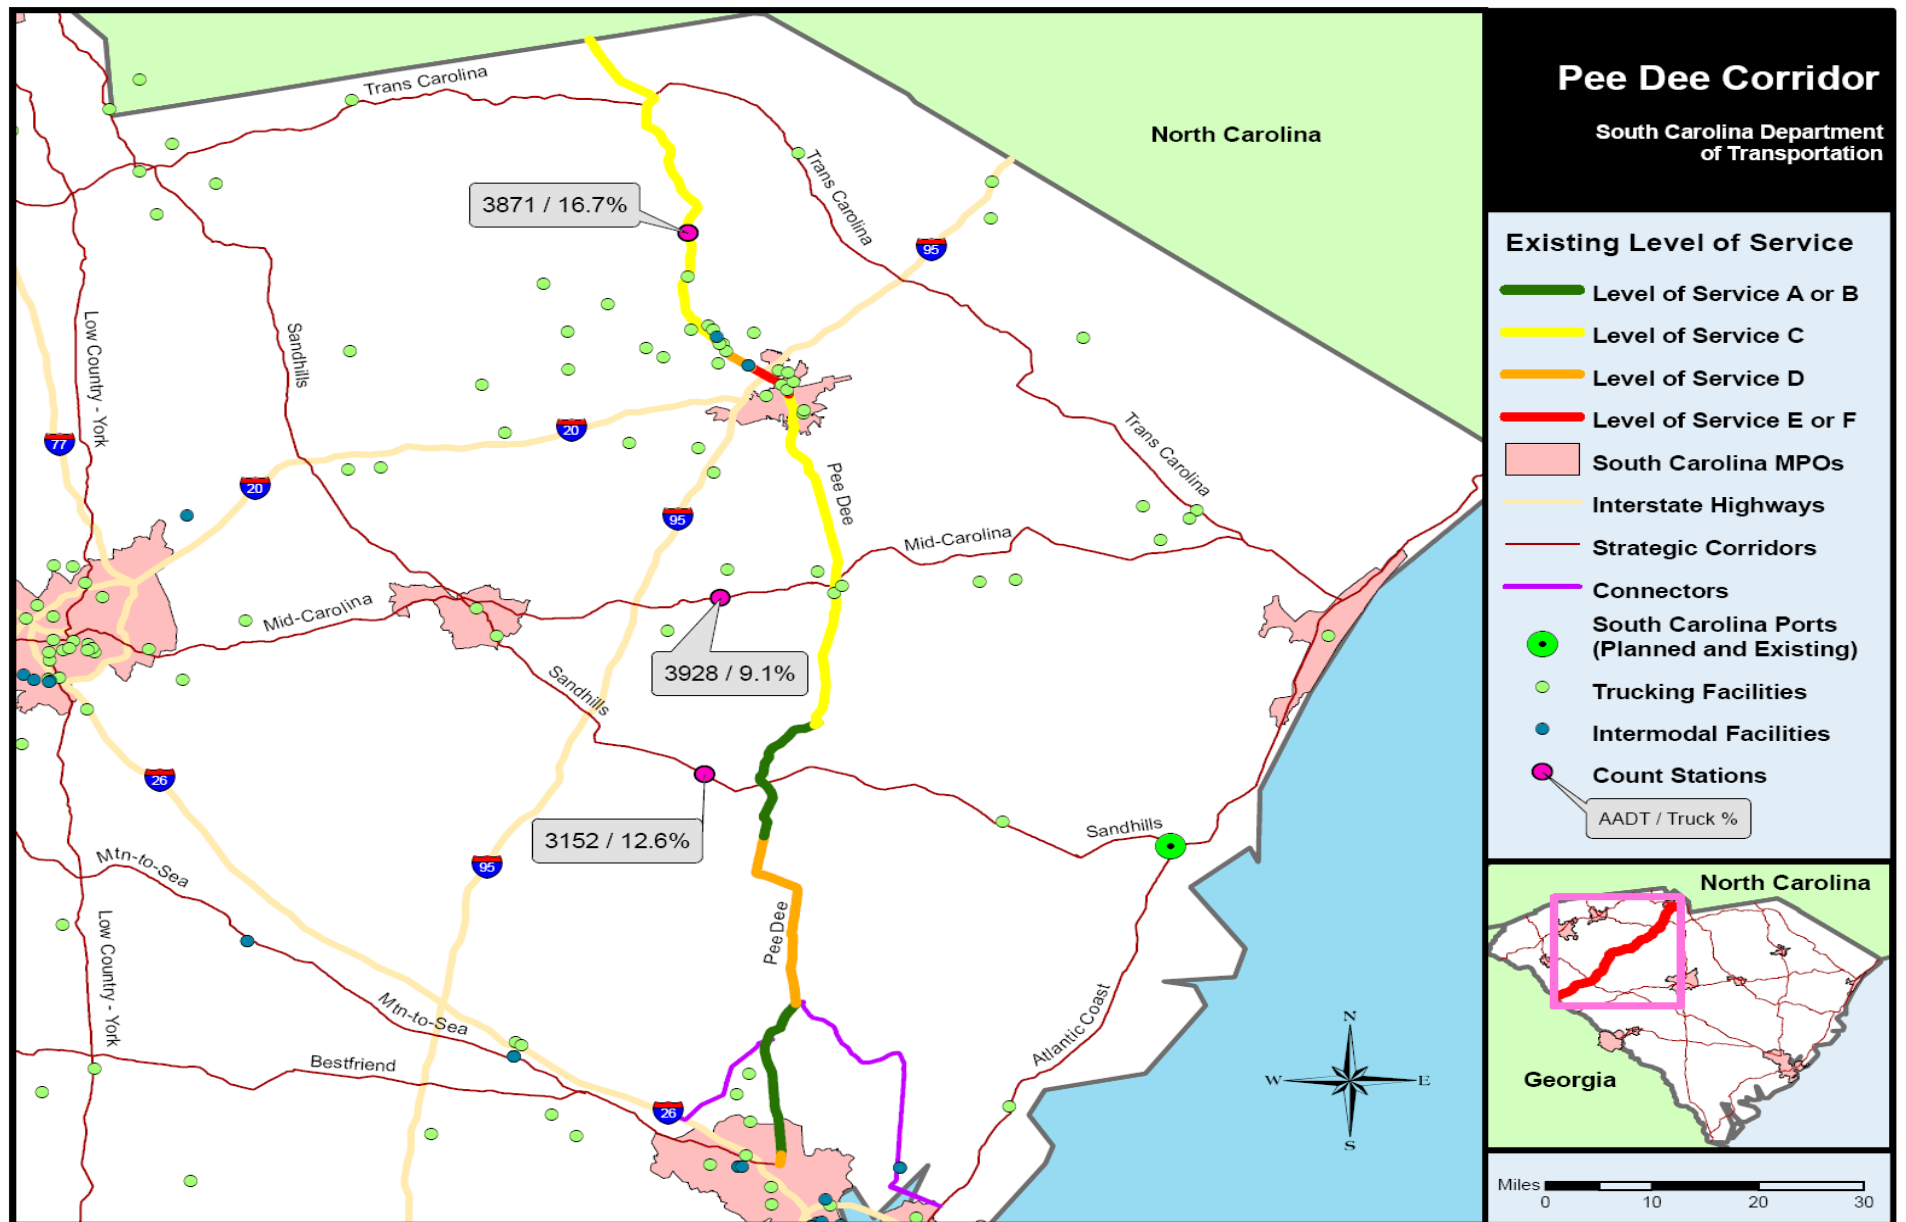 Pee Dee Corridor
South Carolina Department
of Transportation
Existing Level of Service
Level of Service A or B
Level of Service C
Level of Service D
Level of Service E or F
South Carolina MPOs
Interstate Highways
Strategic Corridors
Connectors
South Carolina Ports
(Planned and Existing)
Trucking Facilities
Intermodal Facilities
Count Stations
AADT / Truck %
North Carolina
Georgia
Miles 0 10 20 30
Trans Carolina
North Carolina
Trans Carolina
3871 / 16.7%
95
Low Country - York
Sandhills
77
20
20
Trans Carolina
Pee Dee
95
Mid-Carolina
Mid-Carolina
3928 / 9.1%
Sandhills
26
3152 / 12.6%
Sandhills
95
Mtn-to-Sea
Low Country - York
PeeDee
Mtn-to-Sea
Atlantic Coast
Bestfriend
26
N
W E
S